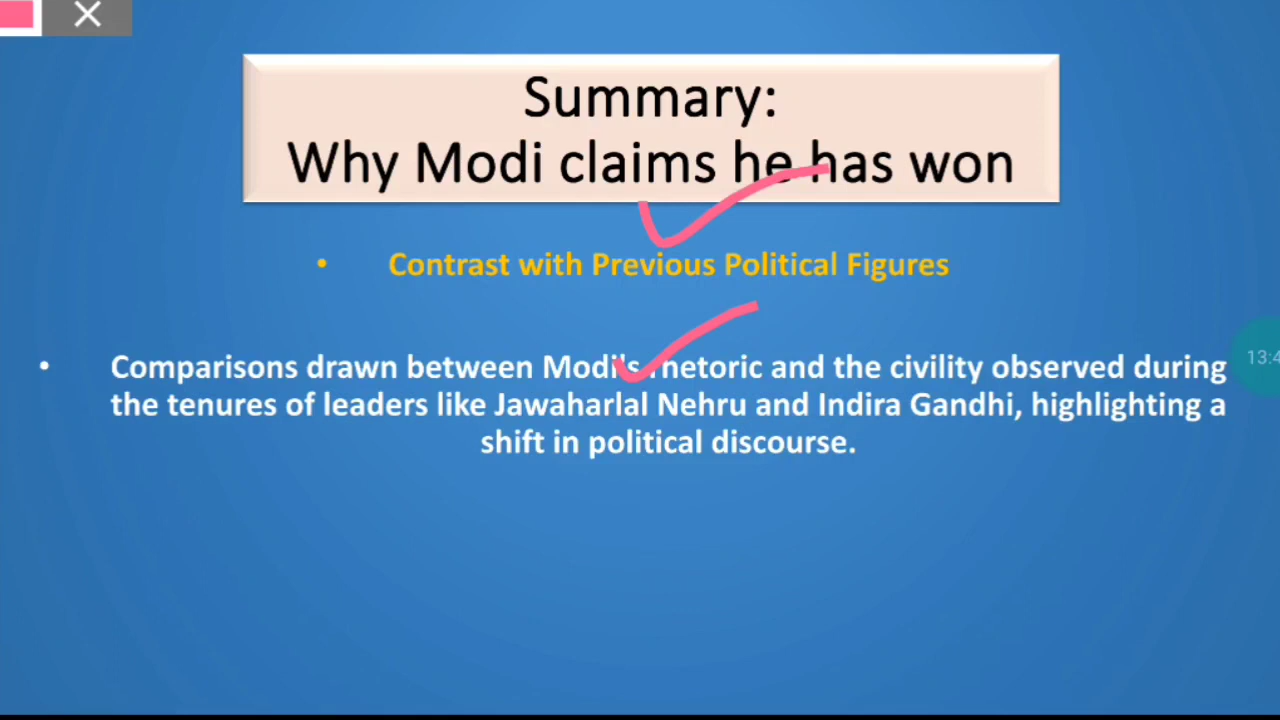 Summary:
Why Modi claims he has won
• Contrast with Previous Political Figures
• Comparisons drawn between Modi's rhetoric and the civility observed during
the tenures of leaders like Jawaharlal Nehru and Indira Gandhi, highlighting a
shift in political discourse.